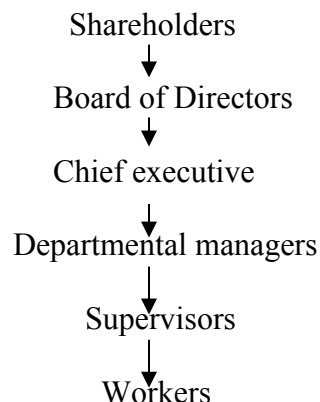 Shareholders
Board of Directors
Chief executive
Departmental managers
Supervisors
Workers